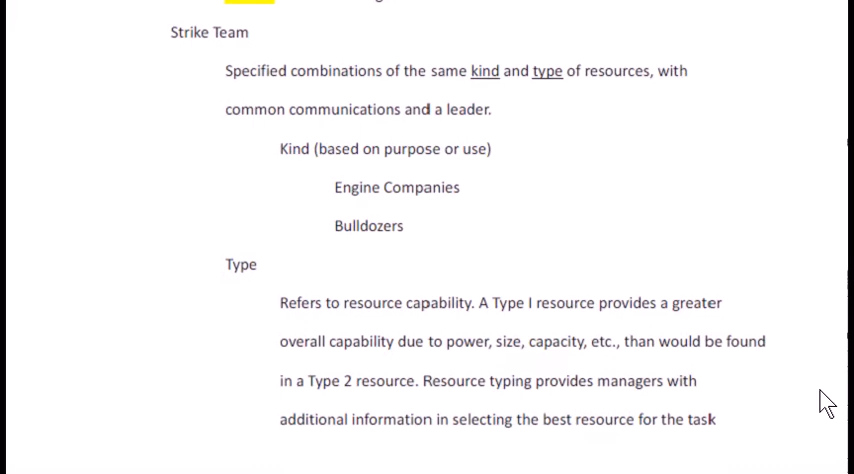 Strike Team
Specified combinations of the same kind and type of resources, with
common communications and a leader.
Kind (based on purpose or use)
Engine Companies
Bulldozers
Type
Refers to resource capability. A Type I resource provides a greater
overall capability due to power, size, capacity, etc., than would be found
in a Type 2 resource. Resource typing provides managers with
additional information in selecting the best resource for the task